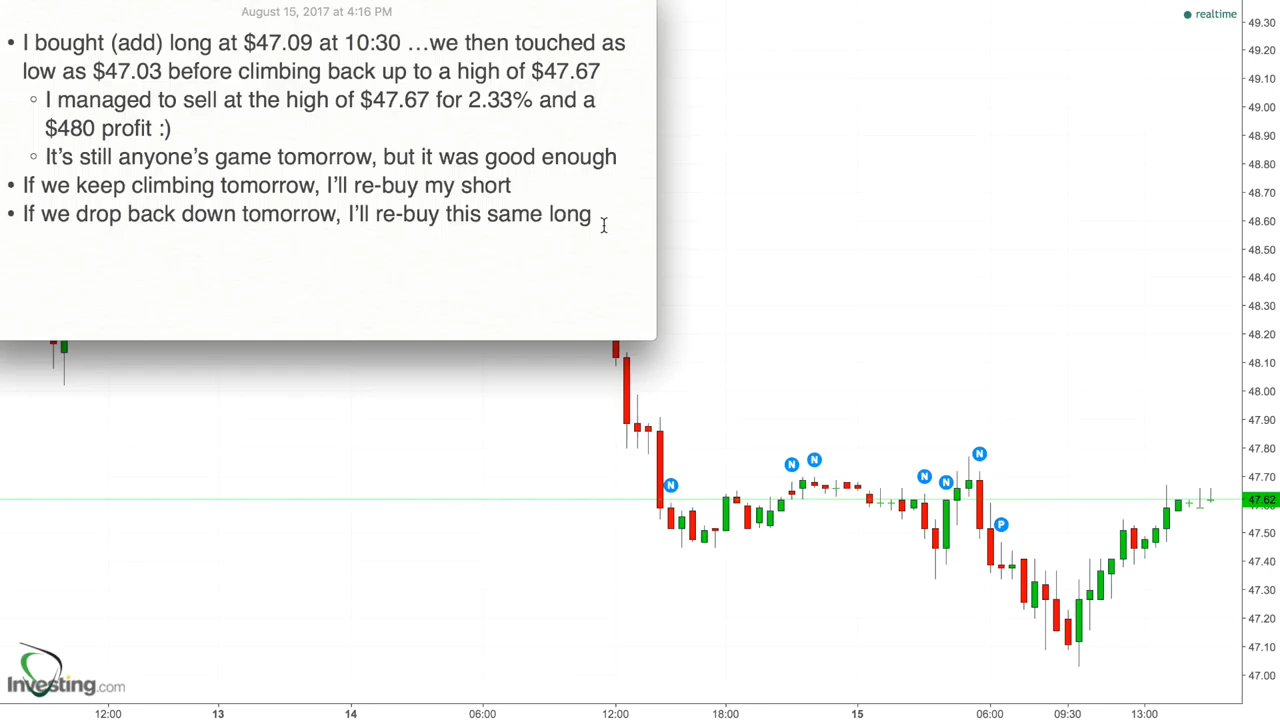 August 15, 2017 at 4:16 PM
• I bought (add) long at $47.09 at 10:30 …we then touched as
low as $47.03 before climbing back up to a high of $47.67
◦ I managed to sell at the high of $47.67 for 2.33% and a
$480 profit :)
◦ It’s still anyone’s game tomorrow, but it was good enough
• If we keep climbing tomorrow, I’ll re-buy my short
• If we drop back down tomorrow, I’ll re-buy this same long
realtime
49.30
49.20
49.10
49.00
48.90
48.80
48.70
48.60
48.50
48.40
48.30
48.20
48.10
48.00
47.90
47.80
47.70
47.62
47.50
47.40
47.30
47.20
47.10
47.00
N
N
N
N
N
N
P
Investing.com
12:00
13
14
06:00
12:00
18:00
15
06:00
09:30
13:00